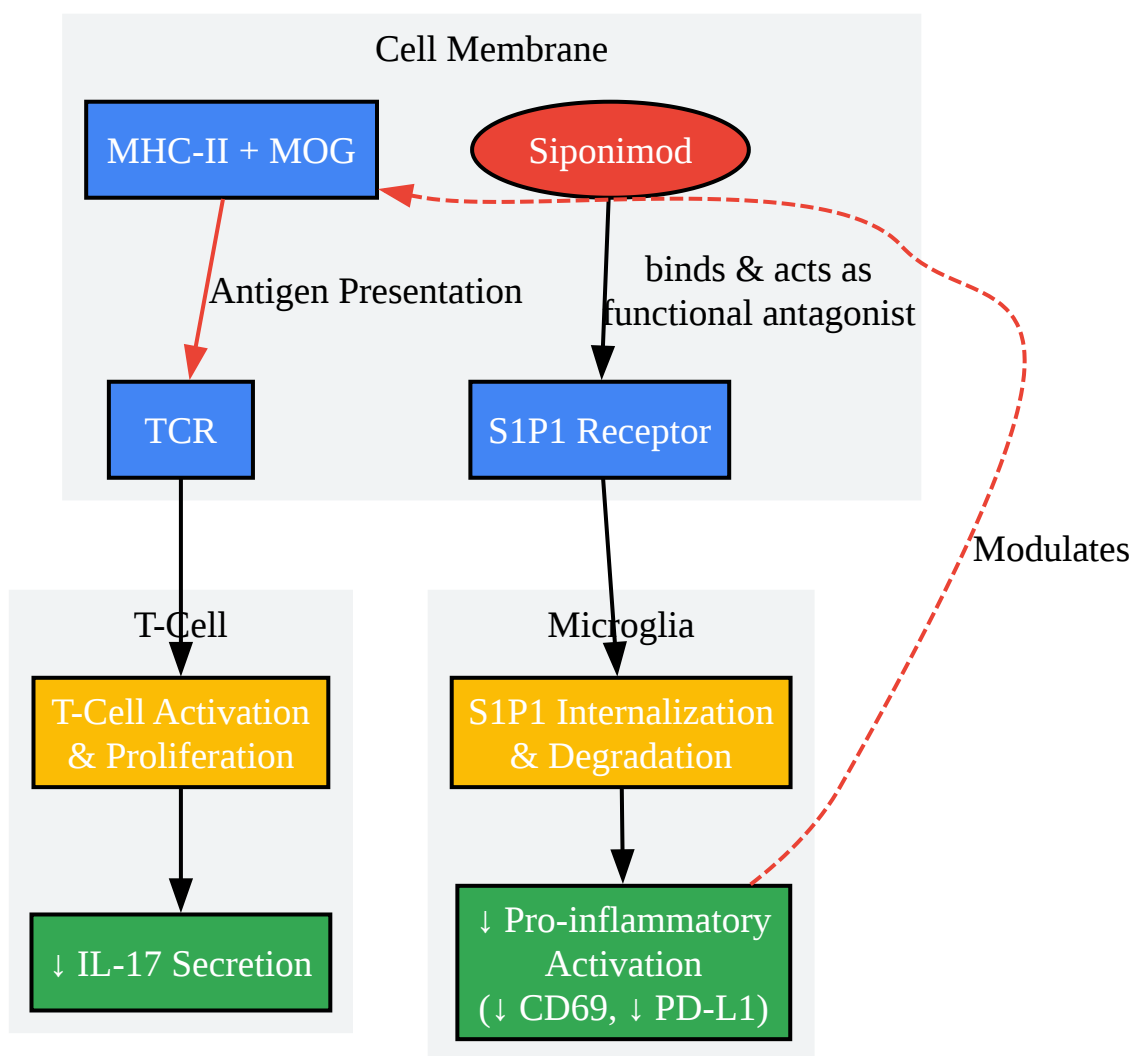 Cell Membrane
MHC-II + MOG
Siponimod
Antigen Presentation
binds & acts as
functional antagonist
TCR
S1P1 Receptor
Modulates
T-Cell
Microglia
T-Cell Activation
& Proliferation
S1P1 Internalization
& Degradation
↓ IL-17 Secretion
↓ Pro-inflammatory
Activation
(↓ CD69, ↓ PD-L1)